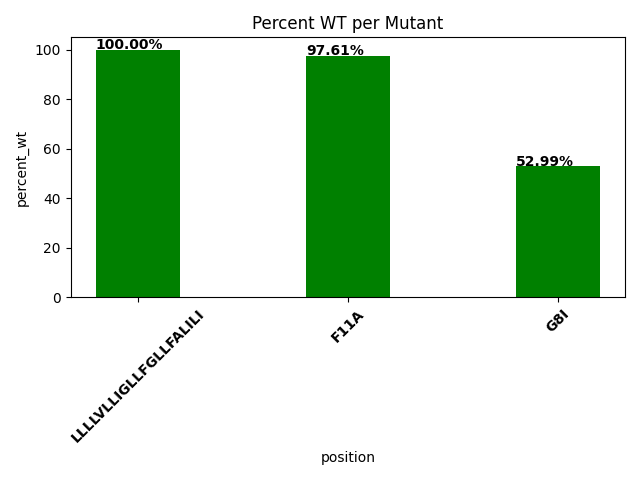 Percent WT per Mutant
percent_wt
100
80
60
40
20
0
100.00%
97.61%
52.99%
LLLLVLLIGLLFGLLFALILI
F11A
G8I
position